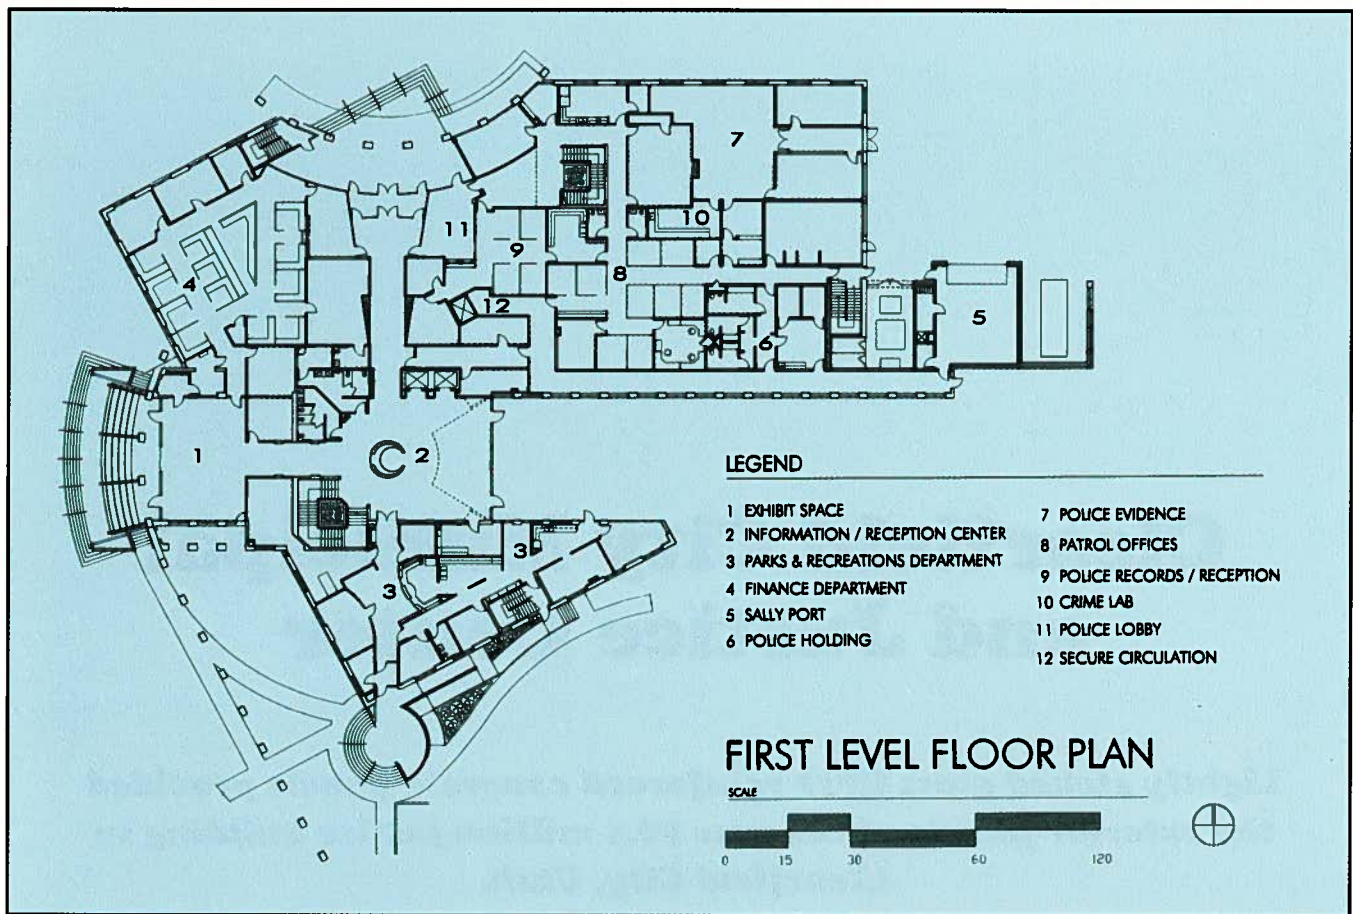 7
11
10
9
8
4
12
5
6
1
2
3
3
LEGEND
1 EXHIBIT SPACE
2 INFORMATION / RECEPTION CENTER
3 PARKS & RECREATIONS DEPARTMENT
4 FINANCE DEPARTMENT
5 SALLY PORT
6 POLICE HOLDING
7 POLICE EVIDENCE
8 PATROL OFFICES
9 POLICE RECORDS / RECEPTION
10 CRIME LAB
11 POLICE LOBBY
12 SECURE CIRCULATION
FIRST LEVEL FLOOR PLAN
SCALE
0 15 30 60 120